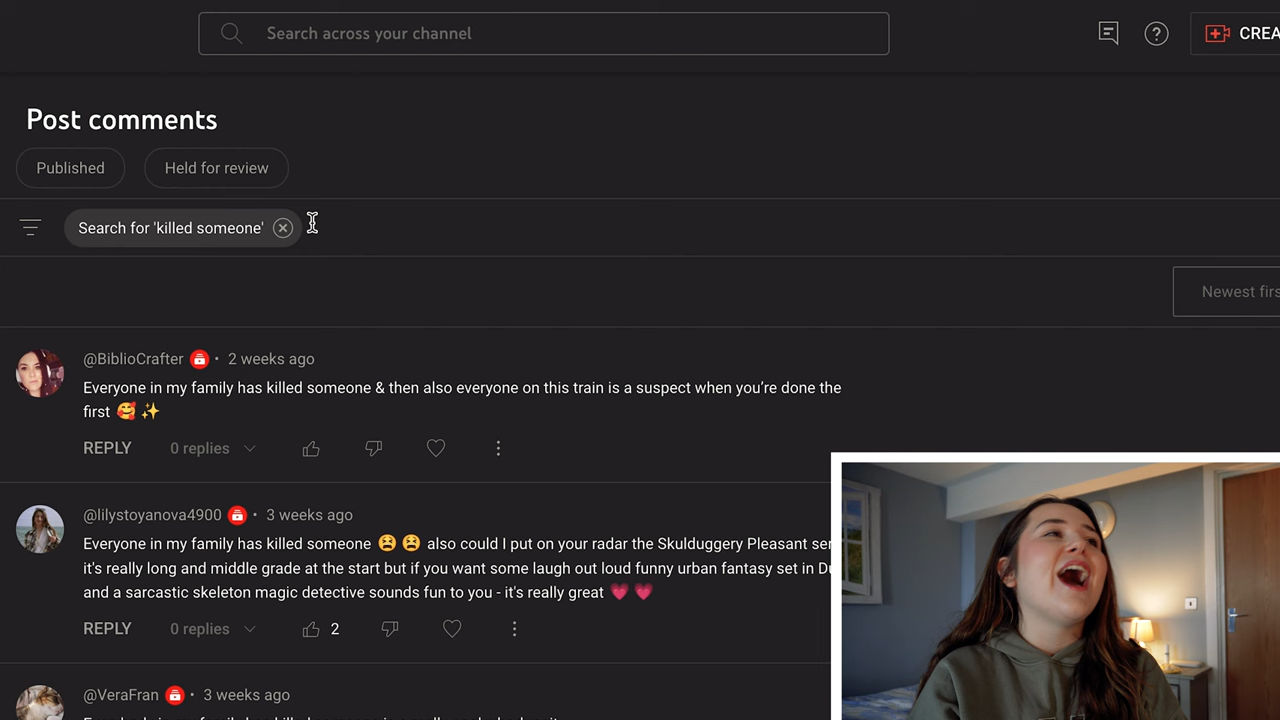 Search across your channel
CREA
Post comments
Published
Held for review
Search for 'killed someone'
Newest firs
@BiblioCrafter • 2 weeks ago
Everyone in my family has killed someone & then also everyone on this train is a suspect when you’re done the
first 🥰 ✨
REPLY 0 replies
@lilystoyanova4900 • 3 weeks ago
Everyone in my family has killed someone 😫 😫 also could I put on your radar the Skulduggery Pleasant ser
it's really long and middle grade at the start but if you want some laugh out loud funny urban fantasy set in Du
and a sarcastic skeleton magic detective sounds fun to you - it's really great 💗 💗
REPLY 0 replies 2
@VeraFran • 3 weeks ago